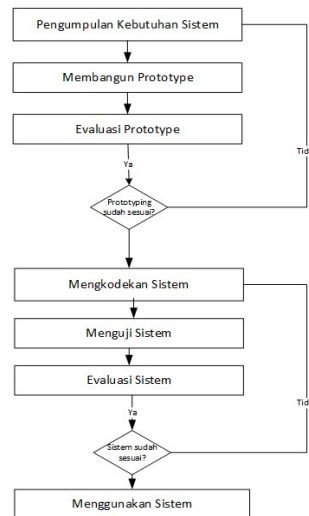 Pengumpulan Kebutuhan Sistem
Membangun Prototype
Evaluasi Prototype
Tid
Ya
Prototyping
sudah sesuai?
Mengkodekan Sistem
Menguji Sistem
Evaluasi Sistem
Tid
Ya
Sistem sudah
sesuai?
Menggunakan Sistem